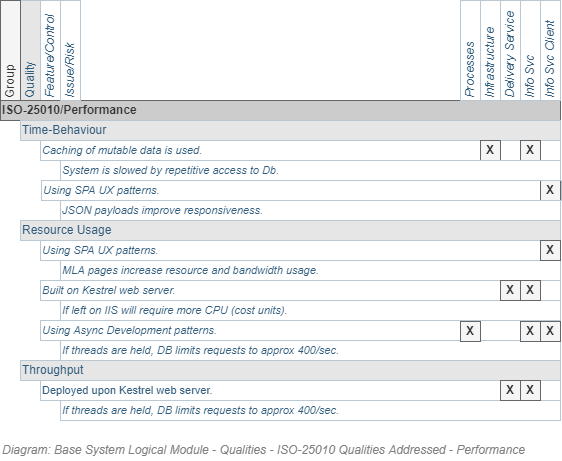 Group
Quality
Feature/Control
Issue/Risk
Processes
Infrastructure
Delivery Service
Info Svc
Info Svc Client
ISO-25010/Performance
Time-Behaviour
Caching of mutable data is used. X X
System is slowed by repetitive access to Db.
Using SPA UX patterns. X
JSON payloads improve responsiveness.
Resource Usage
Using SPA UX patterns. X
MLA pages increase resource and bandwidth usage.
Built on Kestrel web server. X X
If left on IIS will require more CPU (cost units).
Using Async Development patterns. X X X
If threads are held, DB limits requests to approx 400/sec.
Throughput
Deployed upon Kestrel web server. X X
If threads are held, DB limits requests to approx 400/sec.
Diagram: Base System Logical Module - Qualities - ISO-25010 Qualities Addressed - Performance